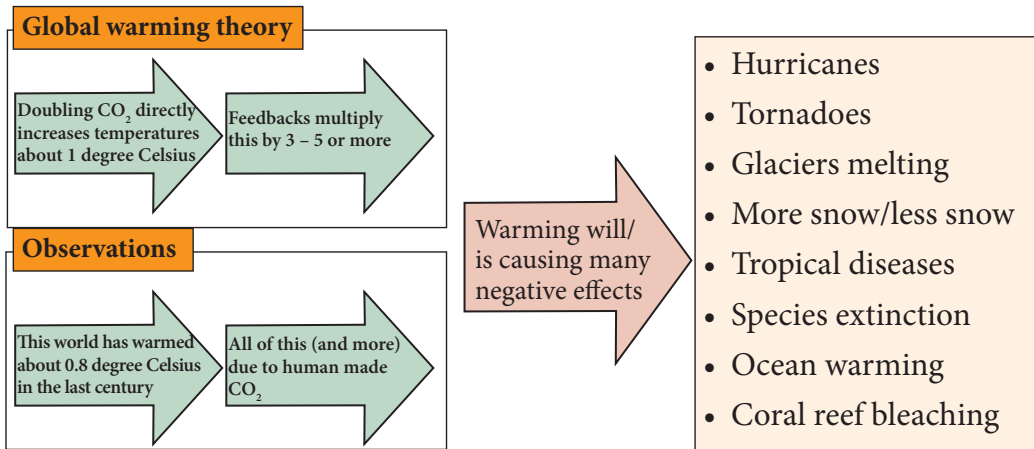 Global warming theory
Doubling CO₂ directly
increases temperatures
about 1 degree Celsius
Feedbacks multiply
this by 3 – 5 or more
Observations
This world has warmed
about 0.8 degree Celsius
in the last century
All of this (and more)
due to human made
CO₂
Warming will/
is causing many
negative effects
• Hurricanes
• Tornadoes
• Glaciers melting
• More snow/less snow
• Tropical diseases
• Species extinction
• Ocean warming
• Coral reef bleaching